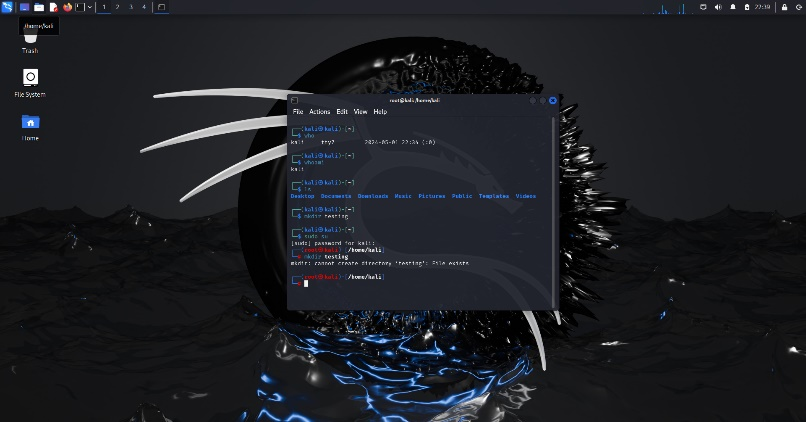 1 2 3 4
22:39
/home/kali
Trash
File System
Home
root@kali:/home/kali
File Actions Edit View Help
┌──(kali㉿kali)-[~]
└─$ who
kali tty7 2024-05-01 22:34 (:0)
┌──(kali㉿kali)-[~]
└─$ whoami
kali
┌──(kali㉿kali)-[~]
└─$ ls
Desktop Documents Downloads Music Pictures Public Templates Videos
┌──(kali㉿kali)-[~]
└─$ mkdir testing
┌──(kali㉿kali)-[~]
└─$ sudo su
[sudo] password for kali:
┌──(root㉿kali)-[/home/kali]
└─# mkdir testing
mkdir: cannot create directory 'testing': File exists
┌──(root㉿kali)-[/home/kali]
└─#